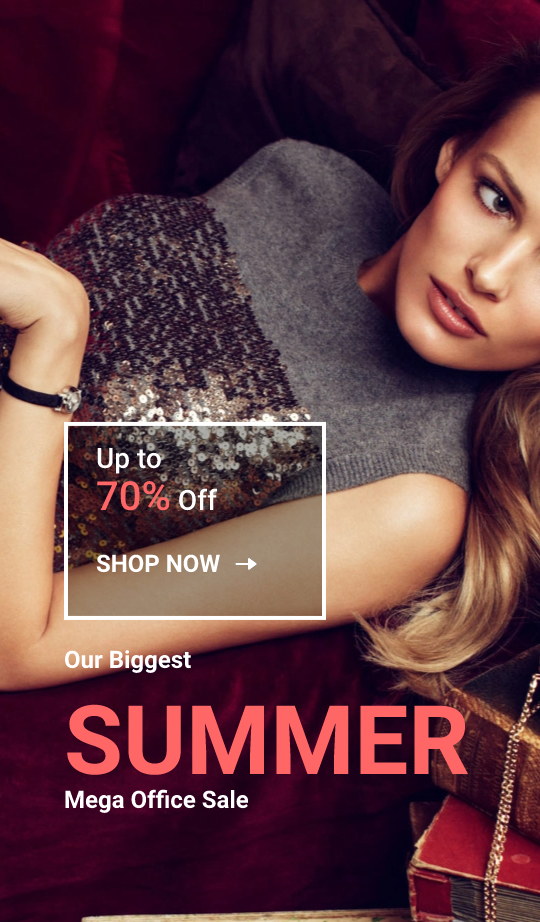 Up to
70% Off
SHOP NOW →
Our Biggest
SUMMER
Mega Office Sale